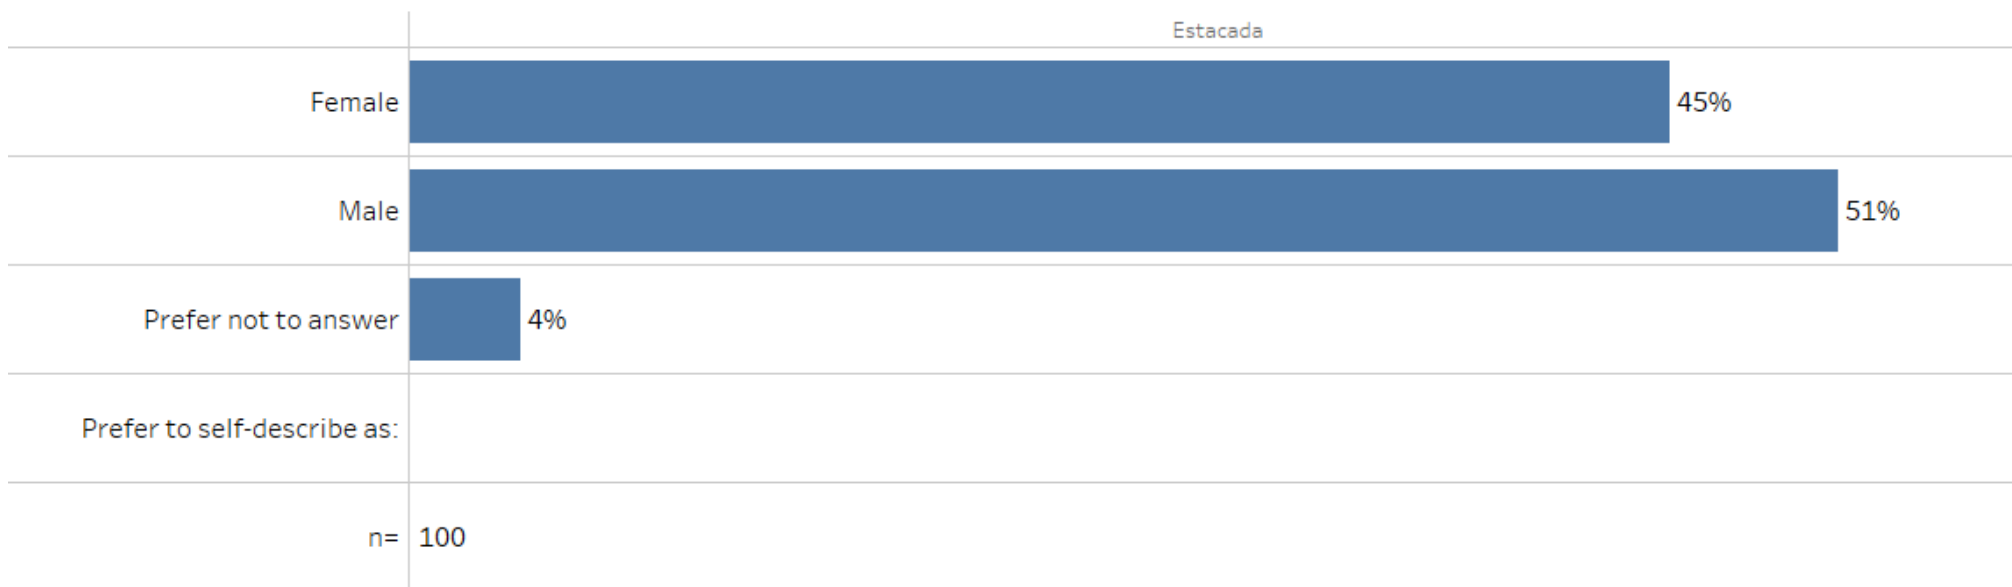 Estacada
Female 45%
Male 51%
Prefer not to answer 4%
Prefer to self-describe as:
n= 100